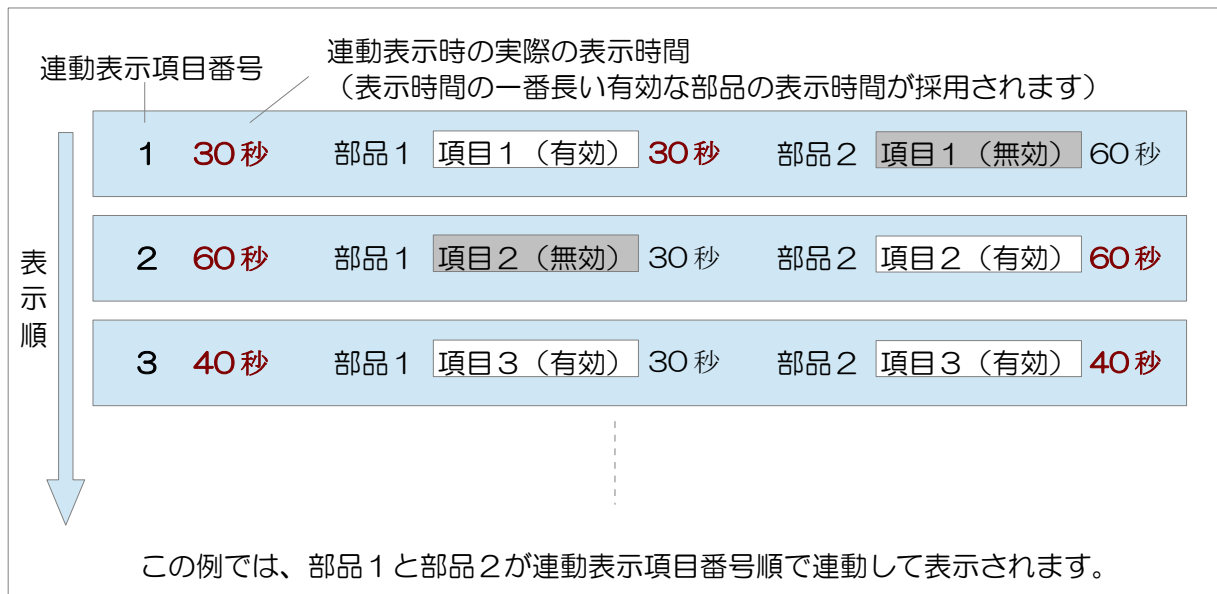 連動表示項目番号
連動表示時の実際の表示時間
（表示時間の一番長い有効な部品の表示時間が採用されます）
1 30秒 部品１ 項目１（有効） 30秒 部品２ 項目１（無効） 60秒
2 60秒 部品１ 項目２（無効） 30秒 部品２ 項目２（有効） 60秒
3 40秒 部品１ 項目３（有効） 30秒 部品２ 項目３（有効） 40秒
表示順
この例では、部品１と部品２が連動表示項目番号順で連動して表示されます。